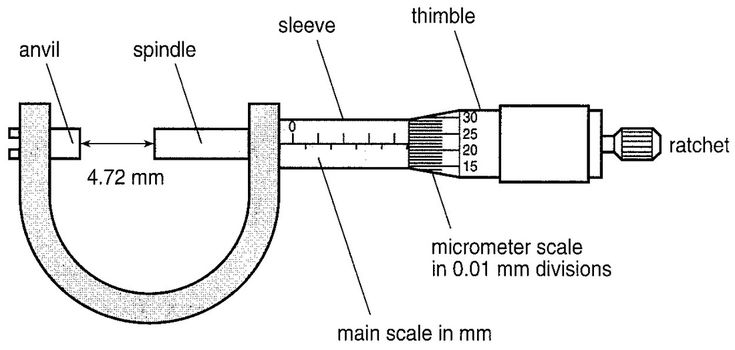 anvil
spindle
sleeve
thimble
4.72 mm
0
30
25
20
15
ratchet
micrometer scale
in 0.01 mm divisions
main scale in mm